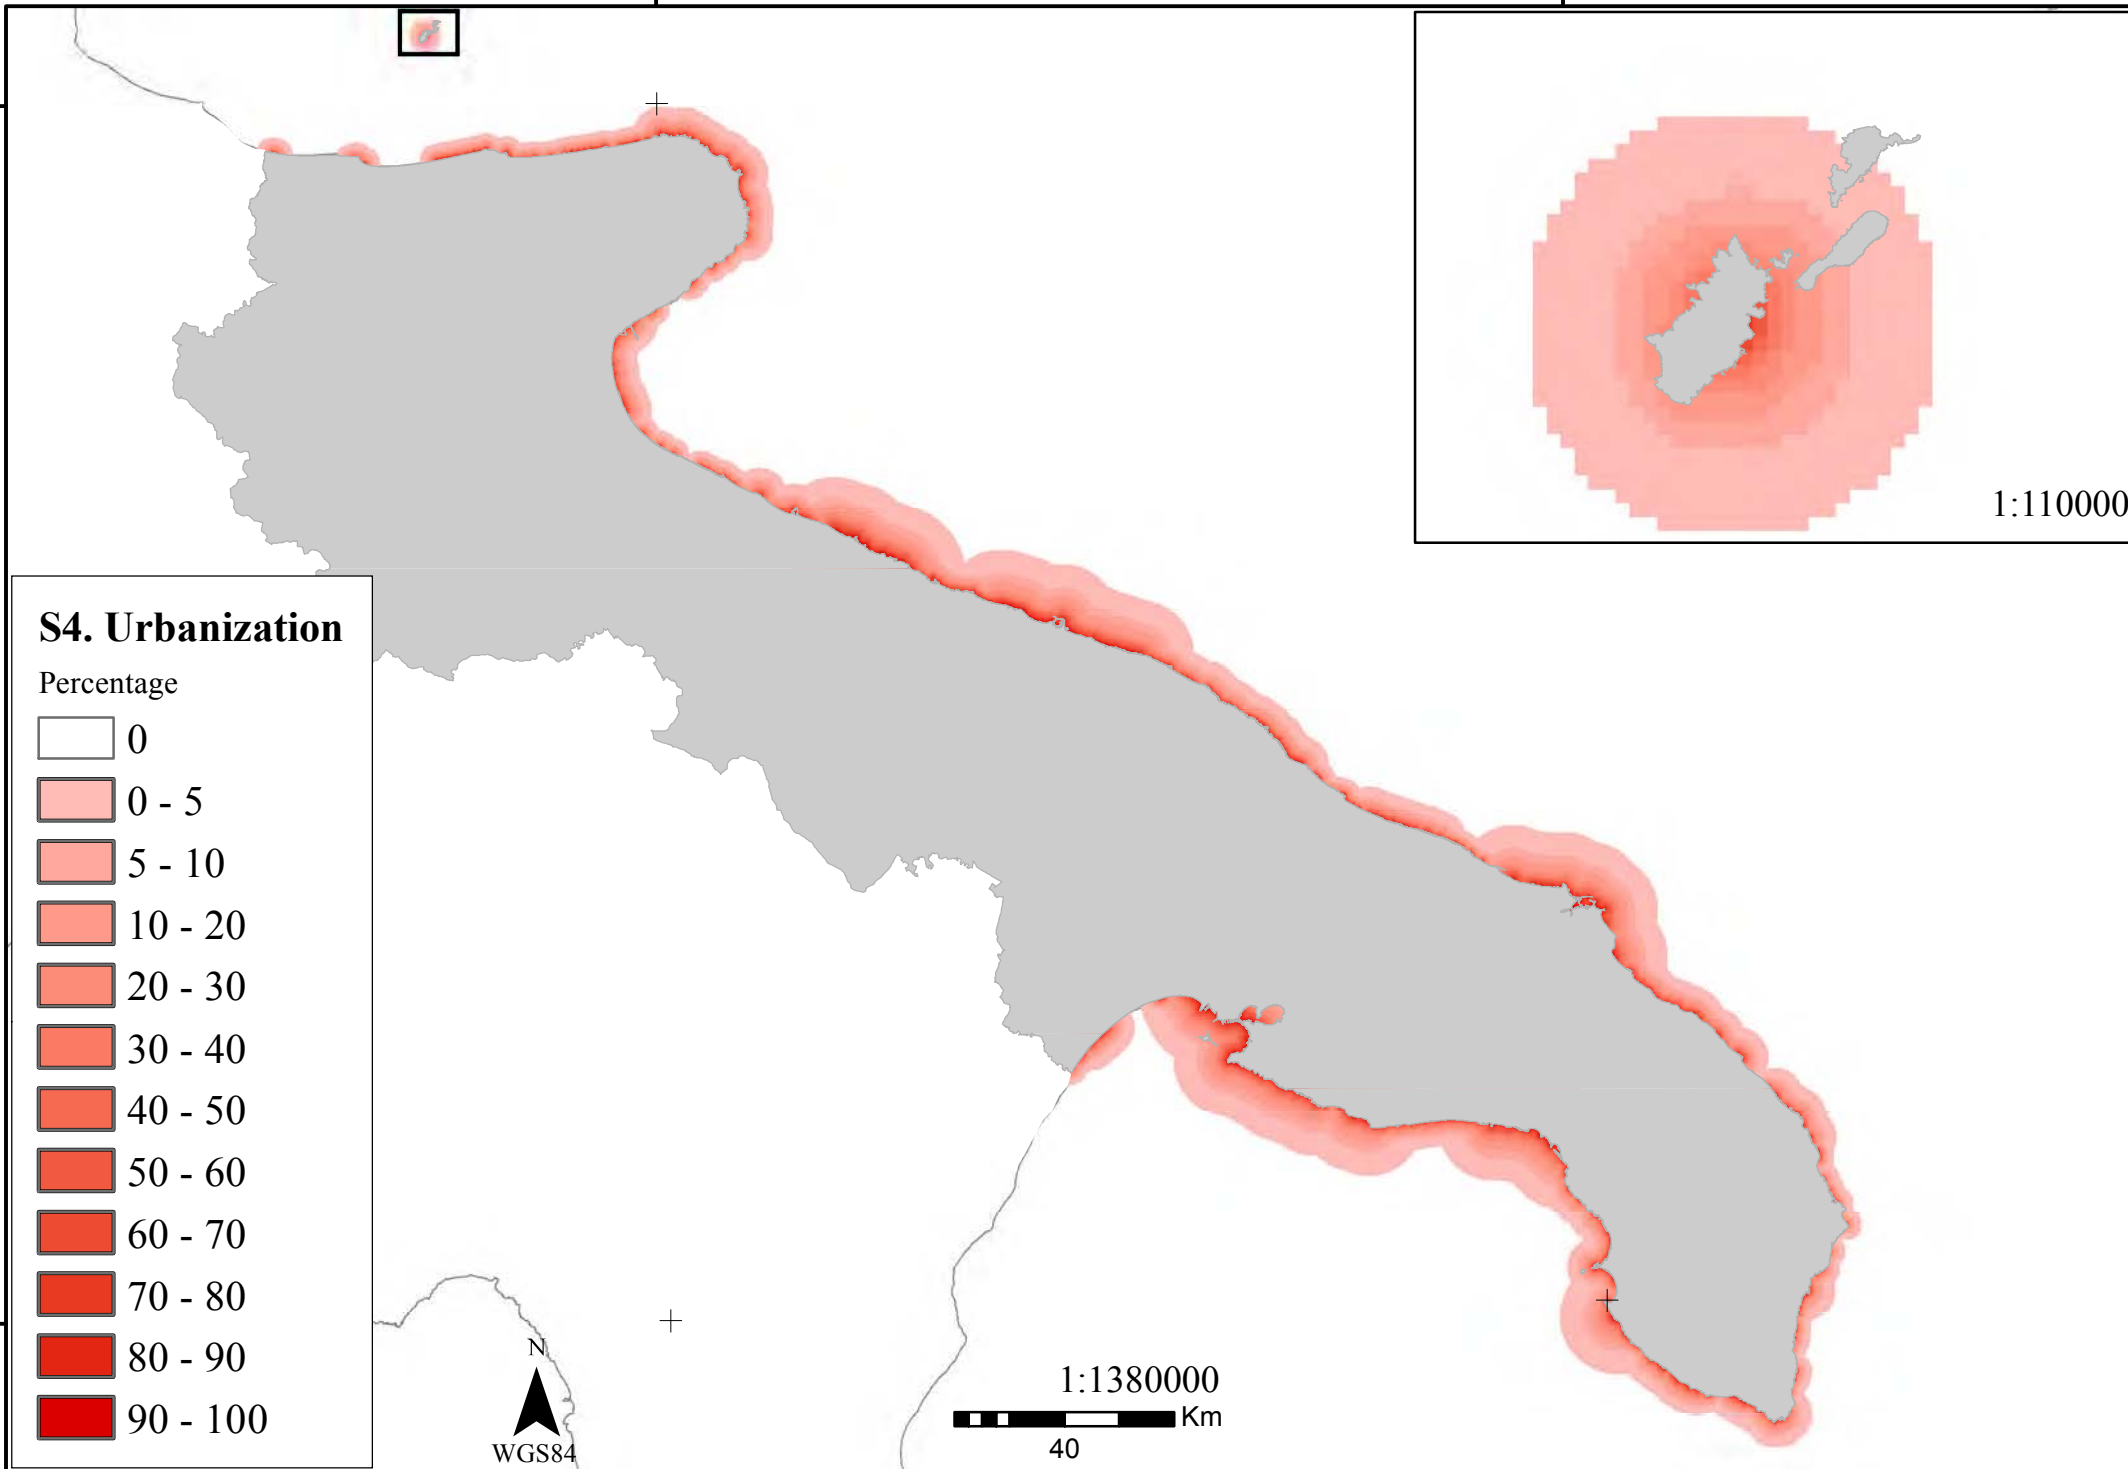 1:110000
S4. Urbanization
Percentage
0
0 - 5
5 - 10
10 - 20
20 - 30
30 - 40
40 - 50
50 - 60
60 - 70
70 - 80
80 - 90
90 - 100
N
WGS84
1:1380000
Km
40